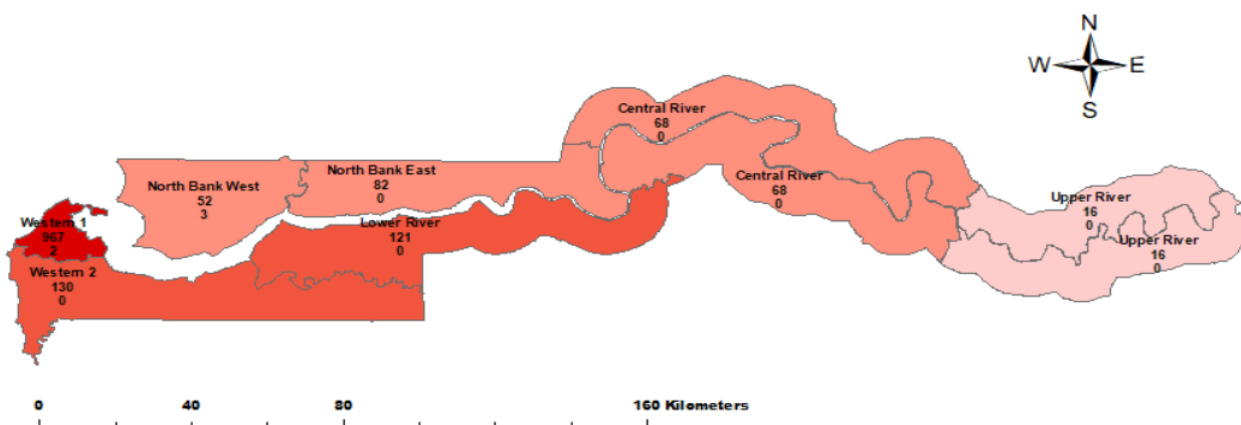 N
W E
S
Central River
68
0
North Bank East
82
0
North Bank West
52
3
Central River
68
0
Upper River
16
0
Western 1
967
2
Lower River
121
0
Upper River
16
0
Western 2
130
0
0 40 80 160 Kilometers